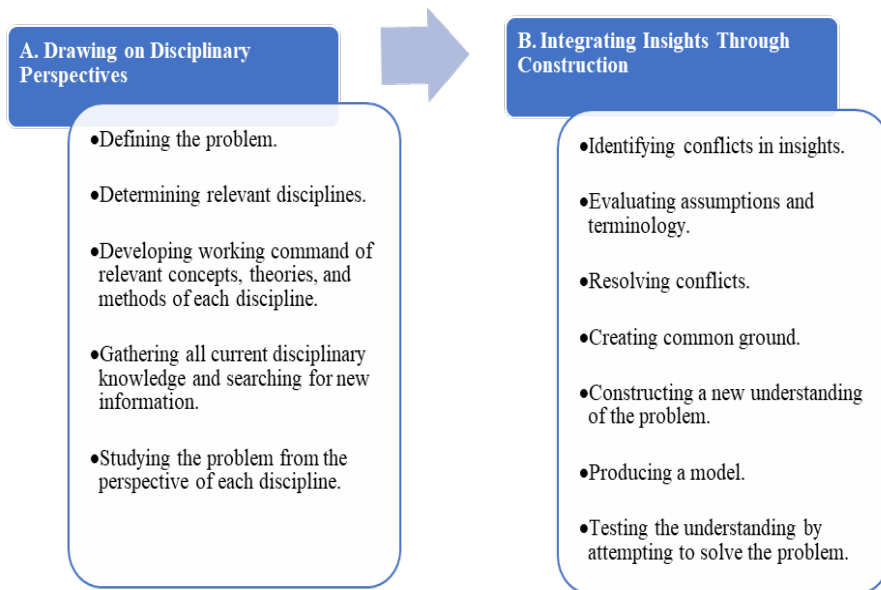 A. Drawing on Disciplinary
Perspectives
•Defining the problem.
•Determining relevant disciplines.
•Developing working command of
relevant concepts, theories, and
methods of each discipline.
•Gathering all current disciplinary
knowledge and searching for new
information.
•Studying the problem from the
perspective of each discipline.
B. Integrating Insights Through
Construction
•Identifying conflicts in insights.
•Evaluating assumptions and
terminology.
•Resolving conflicts.
•Creating common ground.
•Constructing a new understanding
of the problem.
•Producing a model.
•Testing the understanding by
attempting to solve the problem.